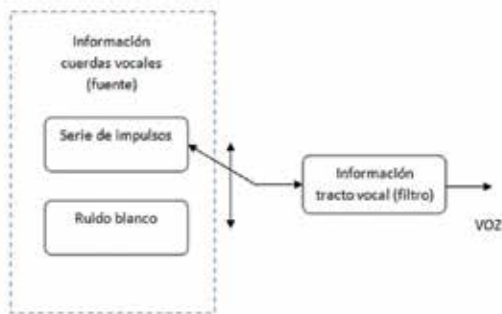 Información
cuerdas vocales
(fuente)
Serie de impulsos
Ruido blanco
Información
tracto vocal (filtro)
VOZ